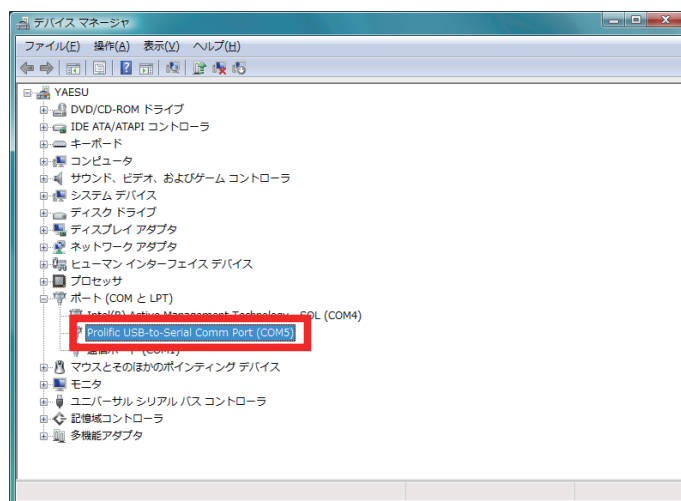 デバイス マネージャ
ファイル(F) 操作(A) 表示(V) ヘルプ(H)
YAESU
DVD/CD-ROM ドライブ
IDE ATA/ATAPI コントローラ
キーボード
コンピュータ
サウンド、ビデオ、およびゲーム コントローラ
システム デバイス
ディスク ドライブ
ディスプレイ アダプタ
ネットワーク アダプタ
ヒューマン インターフェイス デバイス
プロセッサ
ポート (COM と LPT)
Intel(R) Active Management Technology - SOL (COM4)
Prolific USB-to-Serial Comm Port (COM5)
通信ポート (COM1)
マウスとそのほかのポインティング デバイス
モニタ
ユニバーサル シリアル バス コントローラ
記憶域コントローラ
多機能アダプタ